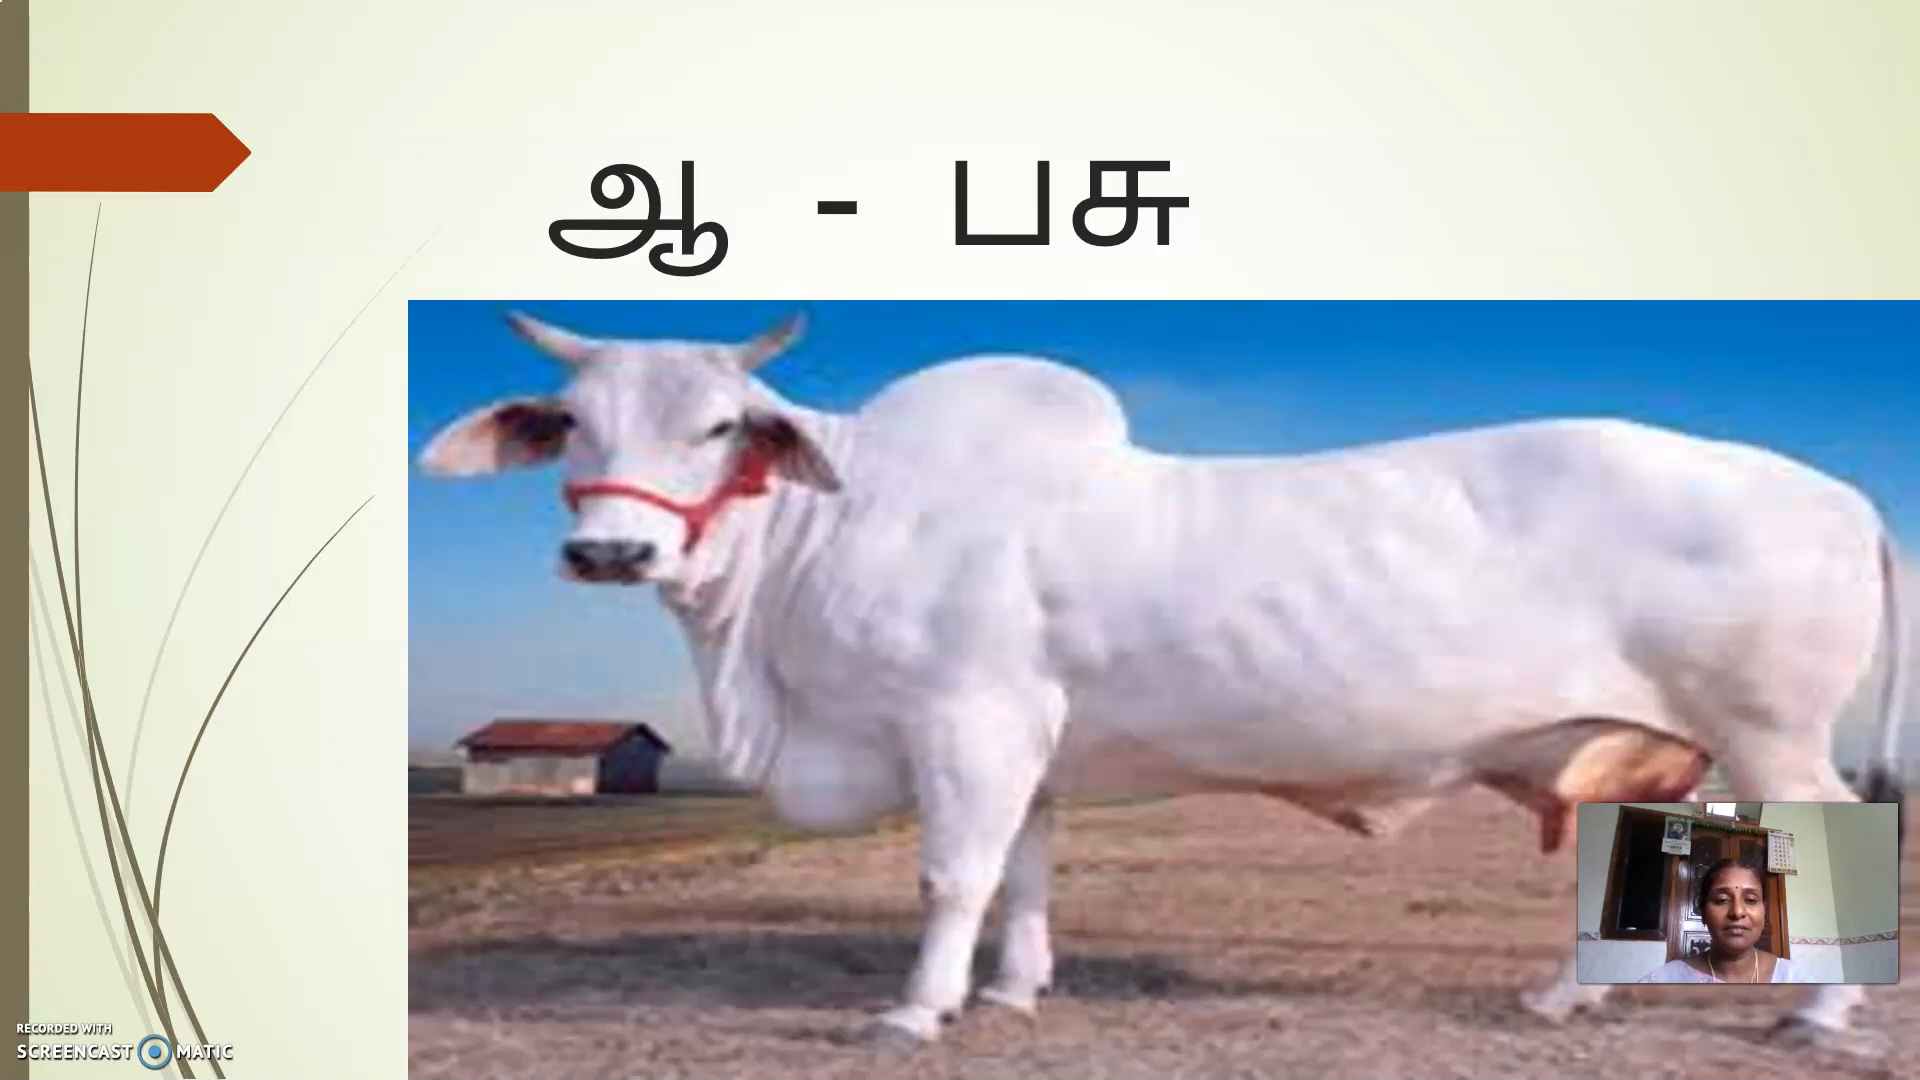 ஆ - பசு
RECORDED WITH
SCREENCAST MATIC